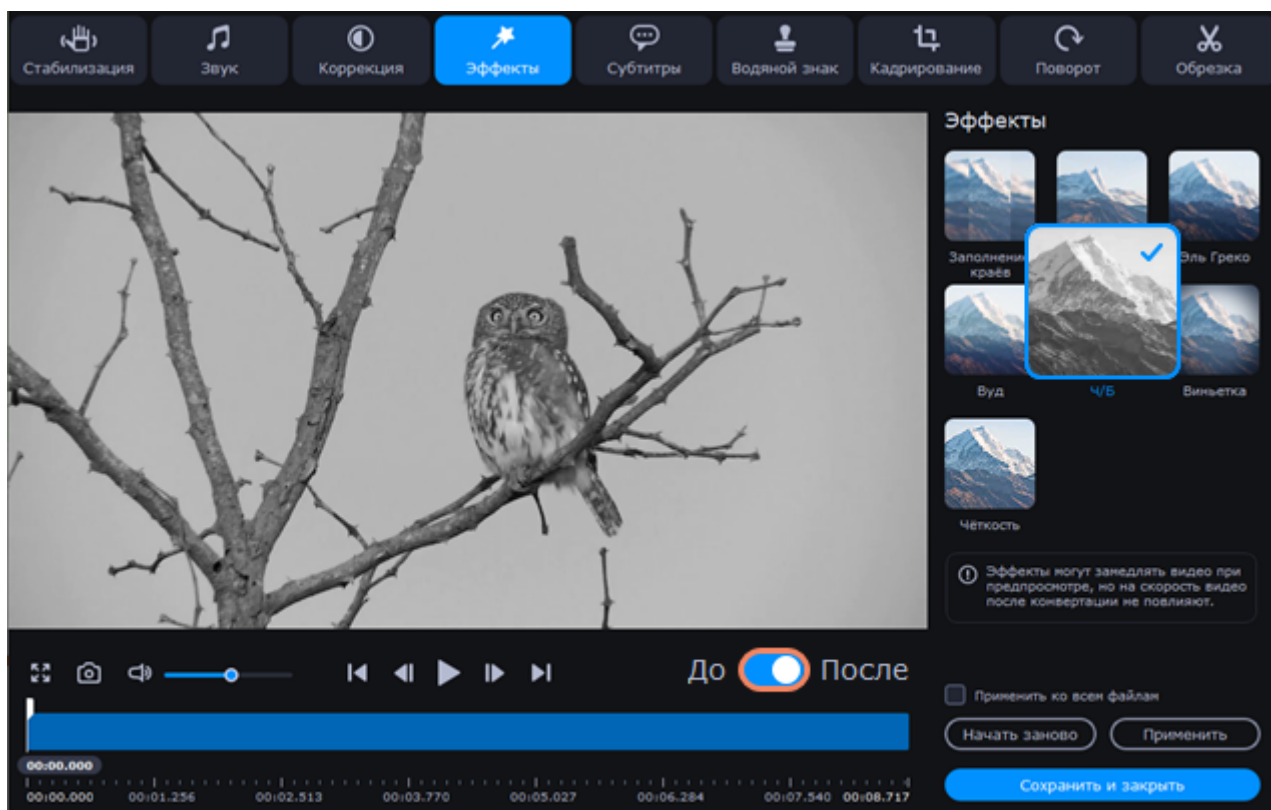 Стабилизация
Звук
Коррекция
Эффекты
Субтитры
Водяной знак
Кадрирование
Поворот
Обрезка
Эффекты
Заполнение
краёв
Эль Греко
Вуд
Ч/Б
Виньетка
Чёткость
Эффекты могут замедлять видео при
предпросмотре, но на скорость видео
после конвертации не повлияют.
До
После
Применить ко всем файлам
Начать заново
Применить
Сохранить и закрыть
00:00.000
00:00.000
00:01.256
00:02.513
00:03.770
00:05.027
00:06.284
00:07.540
00:08.717